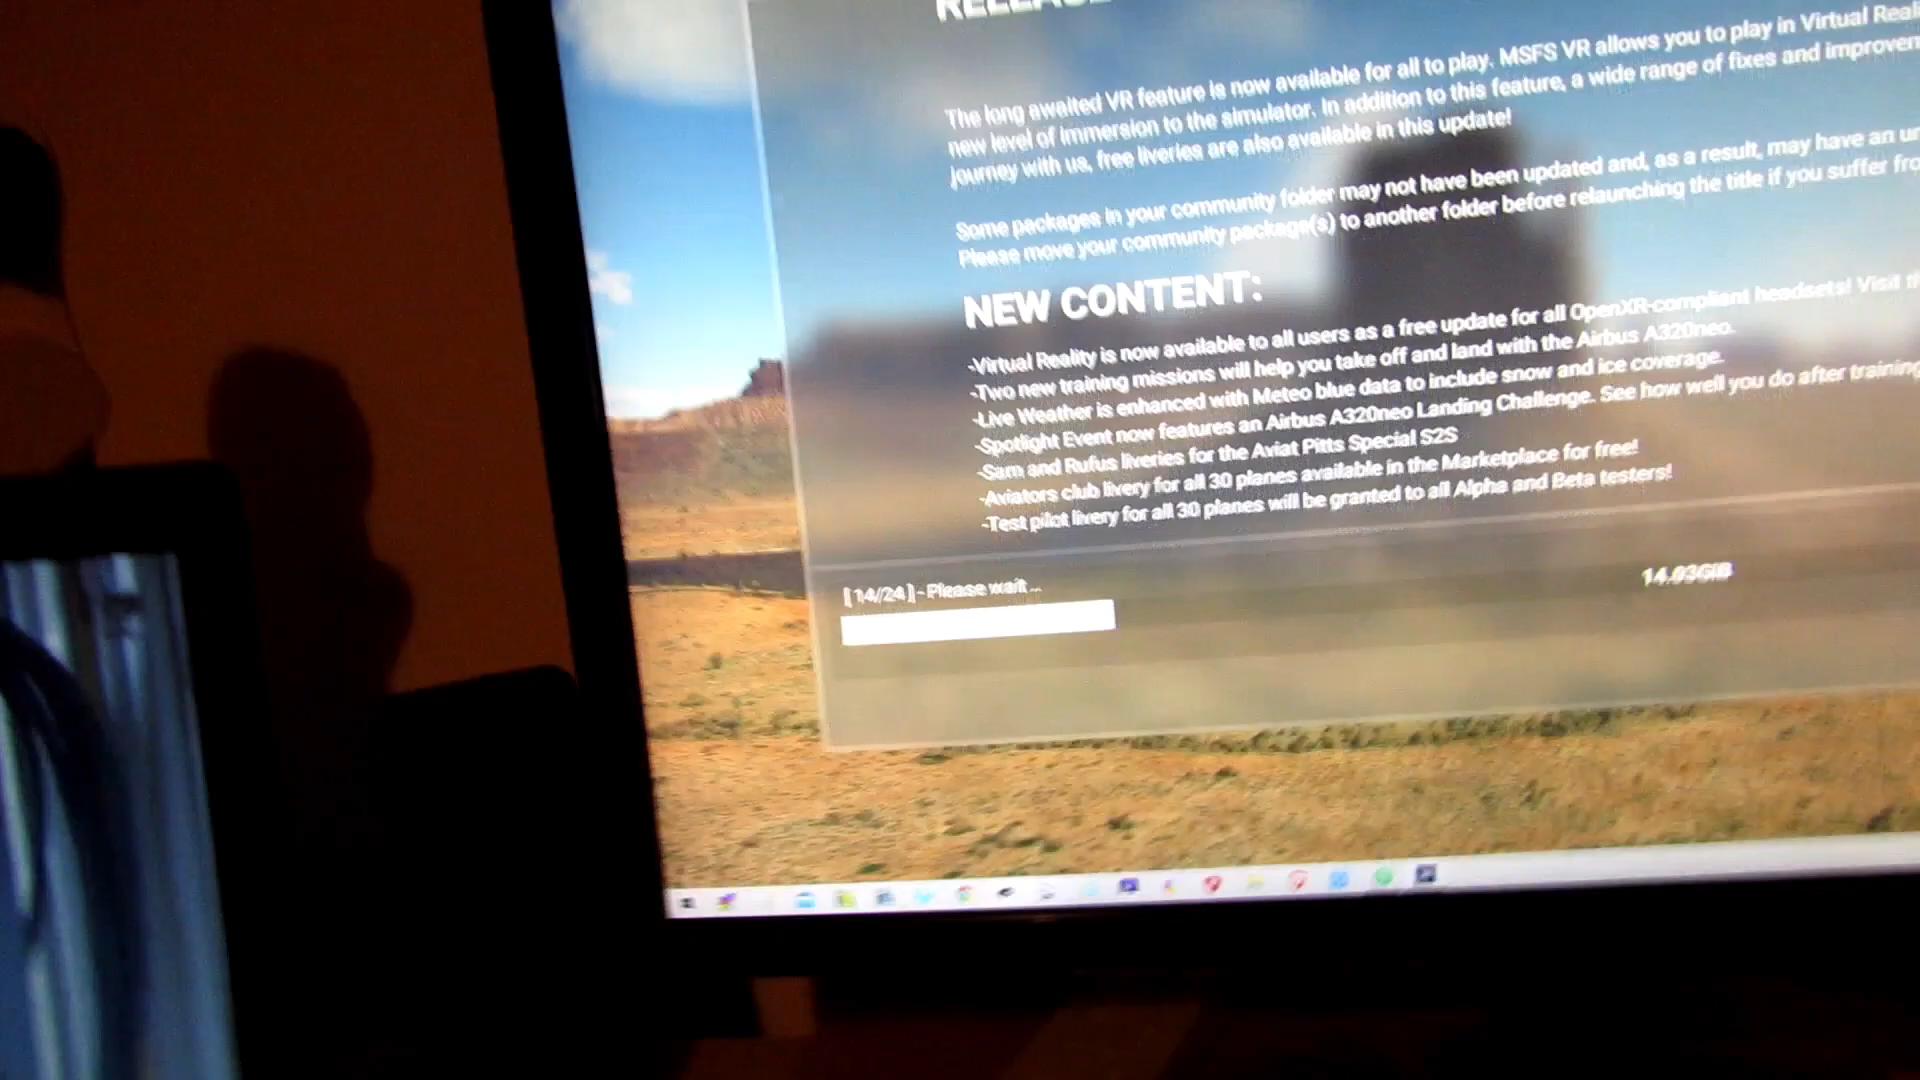 RELEASE
The long awaited VR feature is now available for all to play. MSFS VR allows you to play in Virtual
new level of immersion to the simulator. In addition to this feature, a wide range of fixes and
journey with us, free liveries are also available in this update!
Some packages in your community folder may not have been updated and, as a result, may have an
Please move your community package(s) to another folder before relaunching the title if you suffer
NEW CONTENT:
-Virtual Reality is now available to all users as a free update for all OpenXR-compliant headsets! Visit
-Two new training missions will help you take off and land with the Airbus A320neo.
-Live Weather is enhanced with Meteo blue data to include snow and ice coverage.
-Spotlight Event now features an Airbus A320neo Landing Challenge. See how well you do after training
-Sam and Rufus liveries for the Aviat Pitts Special S2S
-Aviators club livery for all 30 planes available in the Marketplace for free!
-Test pilot livery for all 30 planes will be granted to all Alpha and Beta testers!
[14/24] - Please wait...
14.03GiB